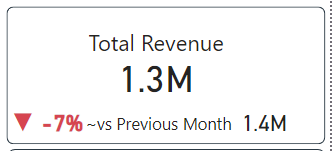 Total Revenue
1.3M
▼ -7% ~vs Previous Month 1.4M